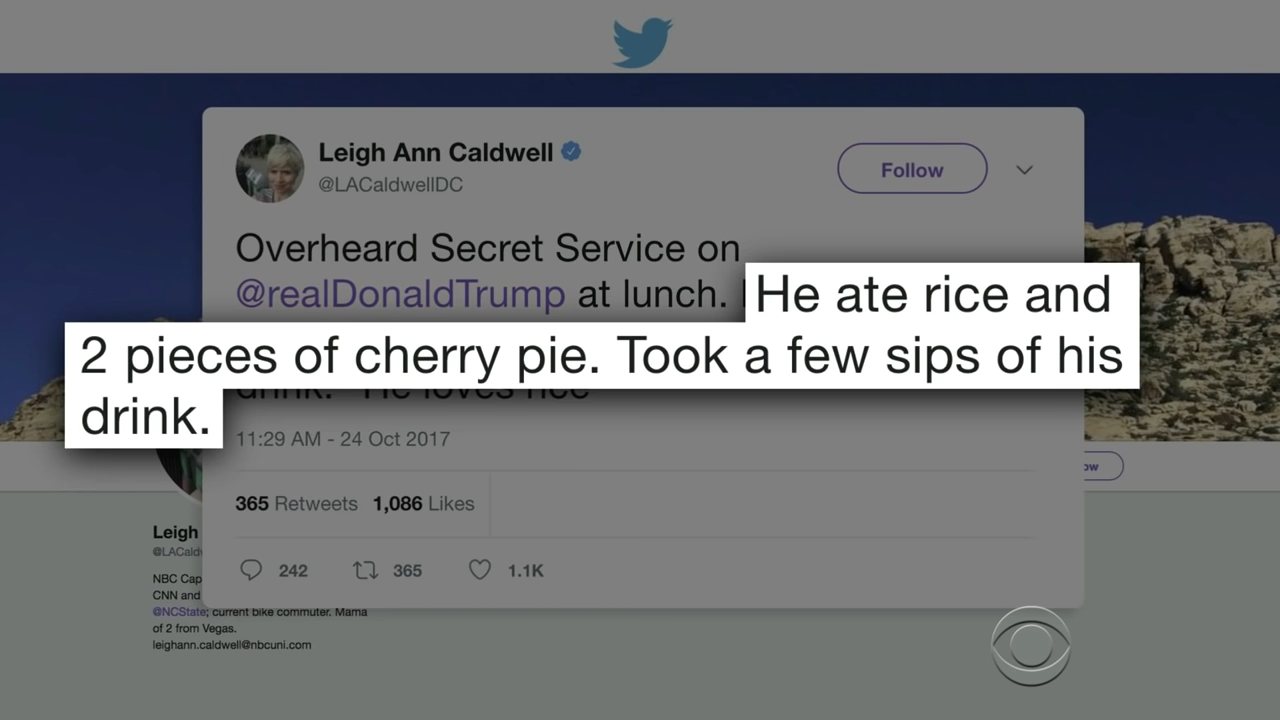 Leigh Ann Caldwell
@LACaldwellDC
Follow
Overheard Secret Service on
@realDonaldTrump at lunch.
He ate rice and
2 pieces of cherry pie. Took a few sips of his
drink.
drink." He loves rice
11:29 AM - 24 Oct 2017
365 Retweets 1,086 Likes
242 365 1.1K
Leigh
NBC Cap
CNN and
@NCState; current bike commuter. Mama
of 2 from Vegas.
leighann.caldwell@nbcuni.com